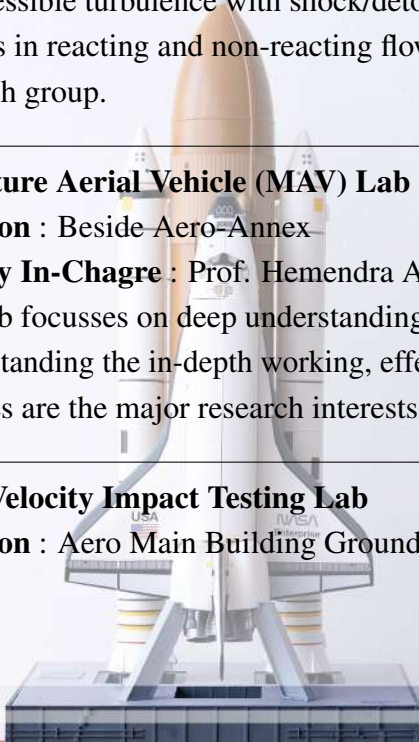 essible turbulence with shock/deto
s in reacting and non-reacting flow
h group.
ture Aerial Vehicle (MAV) Lab
on : Beside Aero-Annex
y In-Chagre : Prof. Hemendra A
b focusses on deep understanding
tanding the in-depth working, effe
es are the major research interests
Velocity Impact Testing Lab
on : Aero Main Building Ground
USA
NASA
Enterprise